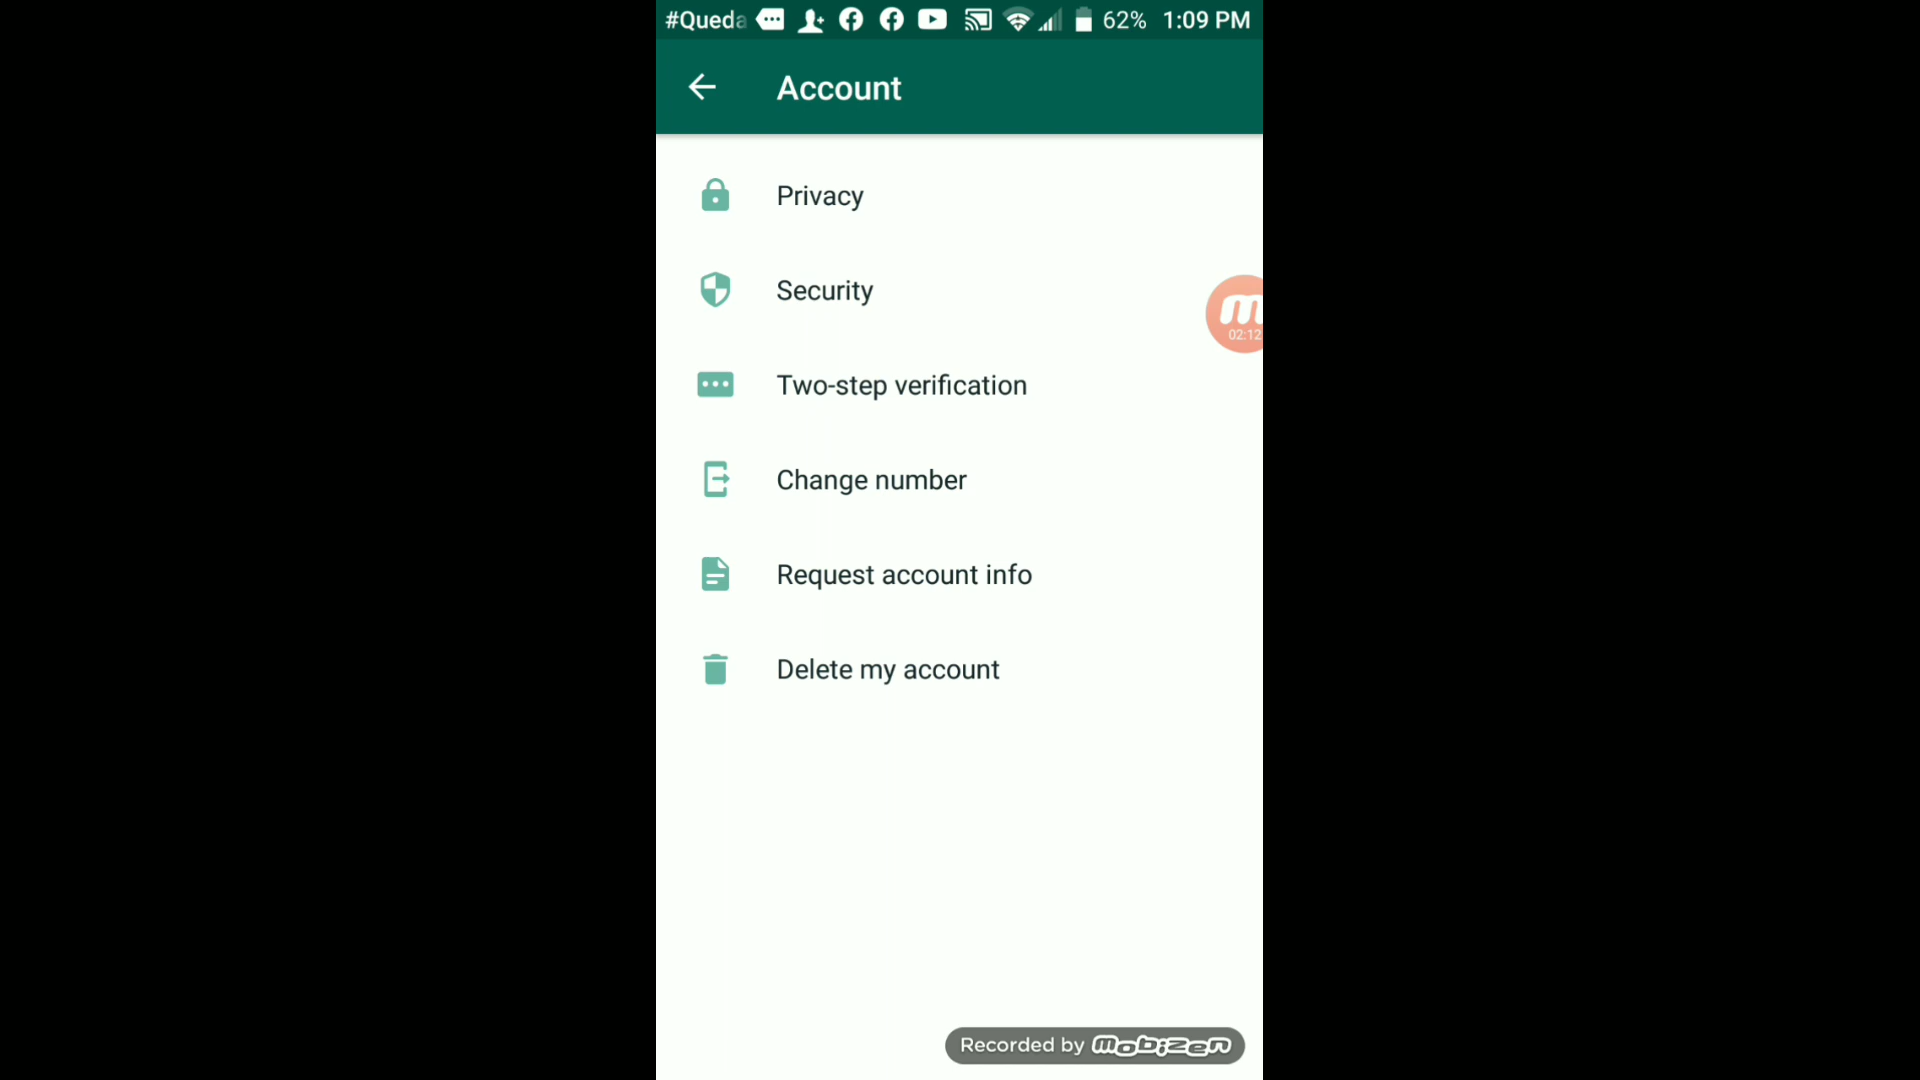 #Queda 62% 1:09 PM
Account
Privacy
Security
02:12
Two-step verification
Change number
Request account info
Delete my account
Recorded by mobizen